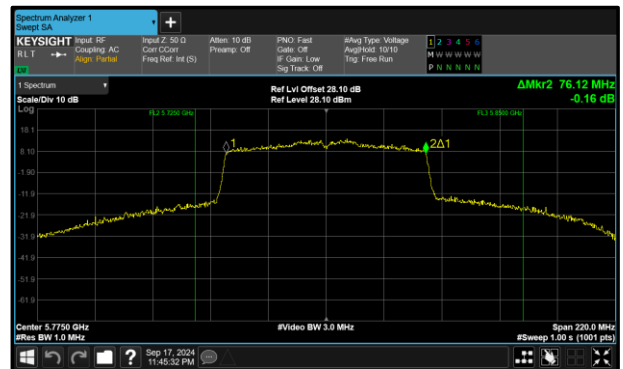 Spectrum Analyzer 1
Swept SA
KEYSIGHT
RLT
LW
Input: RF
Coupling: AC
Align: Partial
Input Z: 50 Ω
Corr CCorr
Freq Ref: Int (S)
Atten: 10 dB
Preamp: Off
PNO: Fast
Gate: Off
IF Gain: Low
Sig Track: Off
#Avg Type: Voltage
Avg|Hold: 10/10
Trig: Free Run
1 2 3 4 5 6
M W W W W W
P N N N N N
1 Spectrum
Scale/Div 10 dB
Ref Lvl Offset 28.10 dB
Ref Level 28.10 dBm
ΔMkr2 76.12 MHz
-0.16 dB
Log
FL2 5.7250 GHz
FL3 5.8500 GHz
1
2Δ1
18.1
8.10
-1.90
-11.9
-21.9
-31.9
-41.9
-51.9
-61.9
Center 5.7750 GHz
#Res BW 1.0 MHz
#Video BW 3.0 MHz
Span 220.0 MHz
#Sweep 1.00 s (1001 pts)
?
Sep 17, 2024
11:45:32 PM